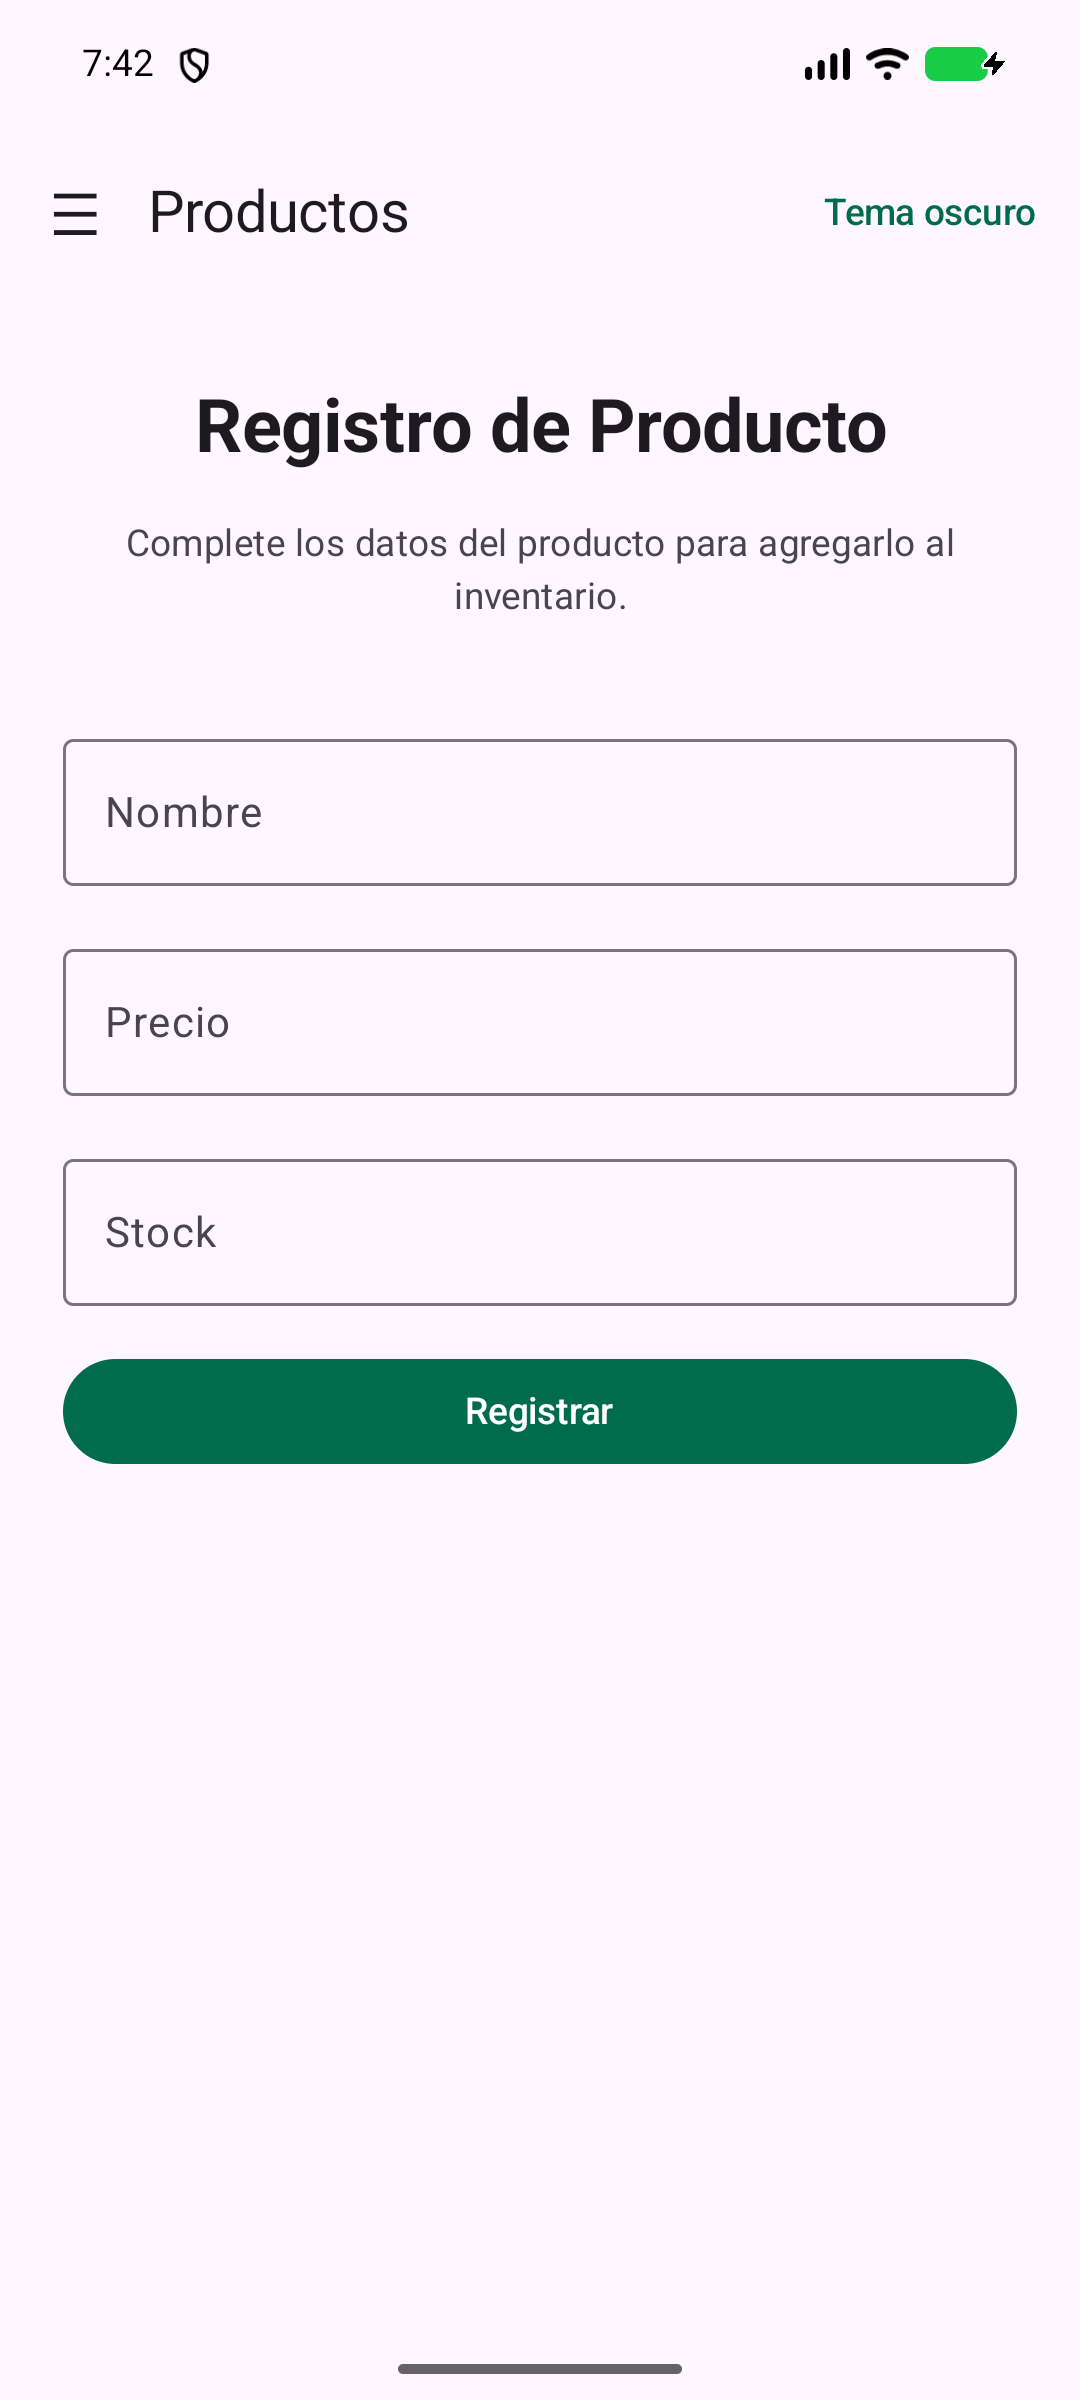 7:42
Productos
Tema oscuro
Registro de Producto
Complete los datos del producto para agregarlo al
inventario.
Nombre
Precio
Stock
Registrar